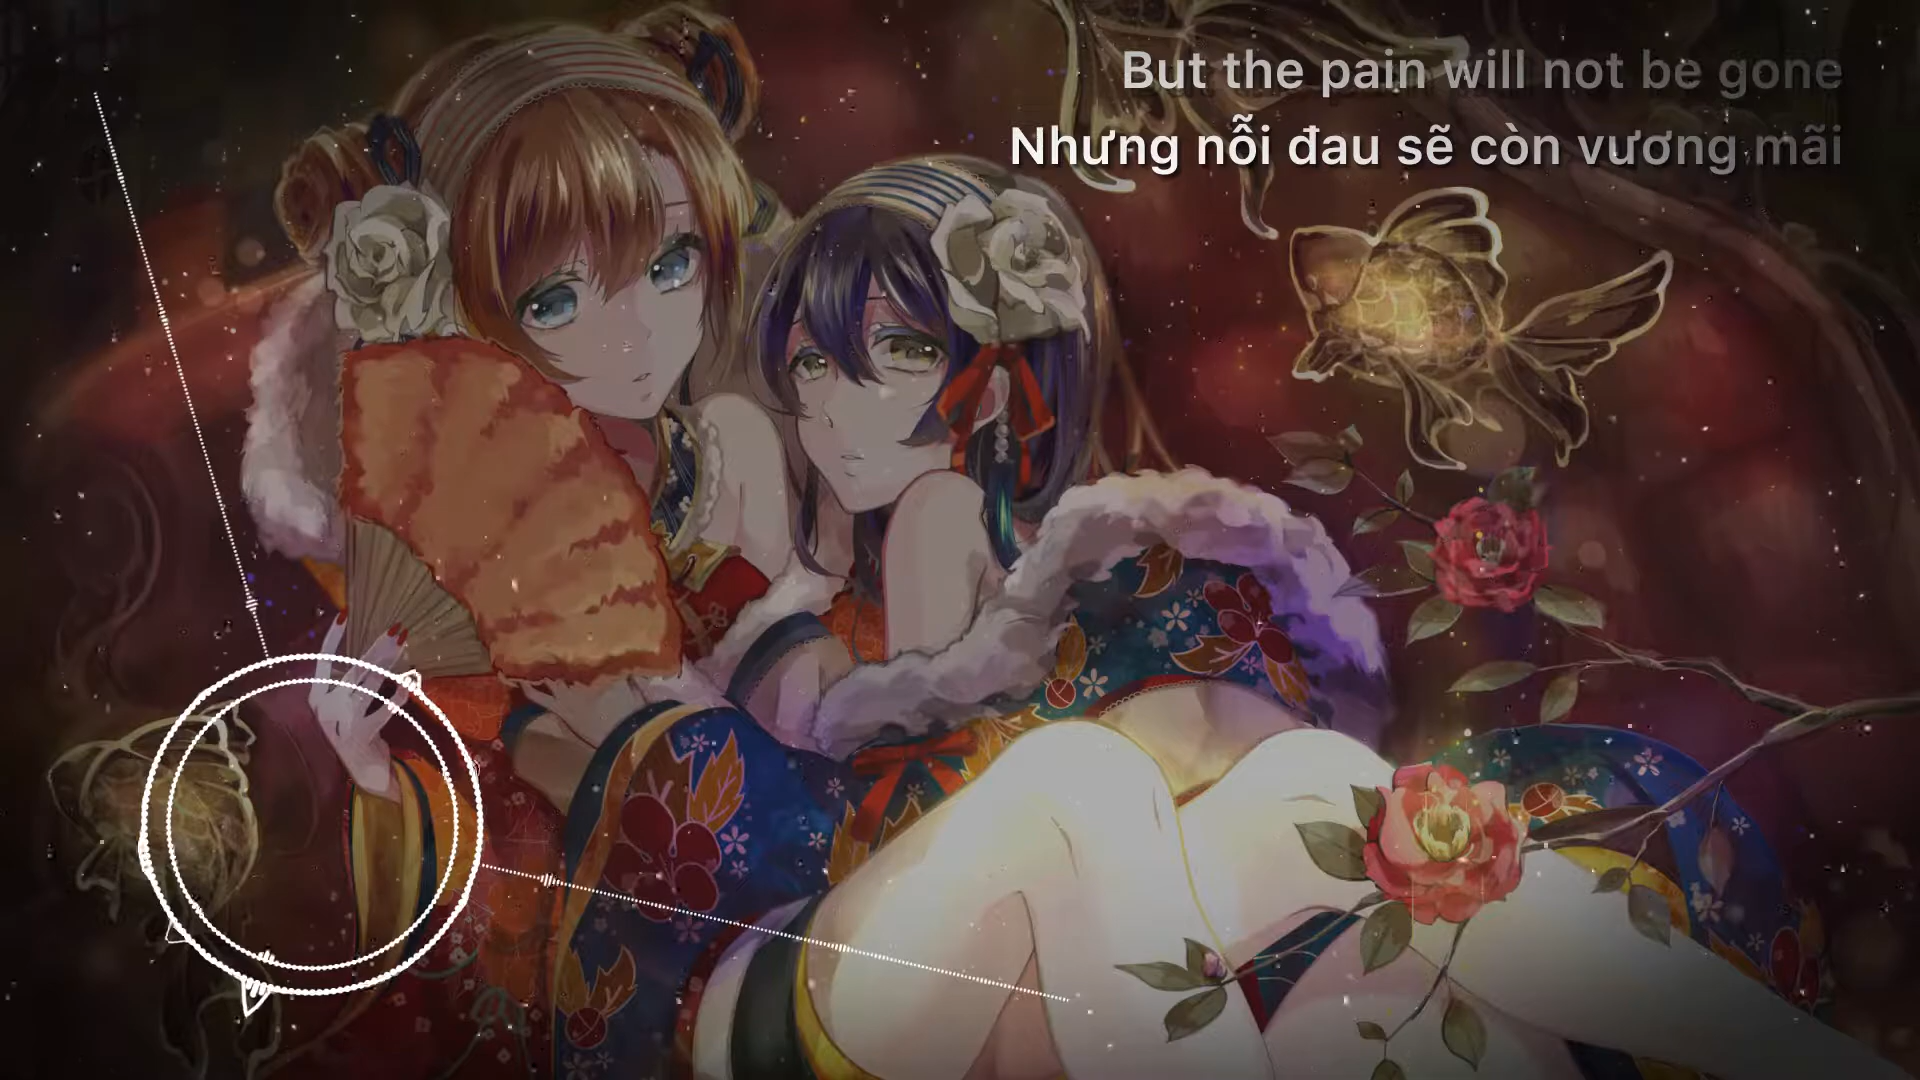 But the pain will not be gone
Nhưng nỗi đau sẽ còn vương mãi